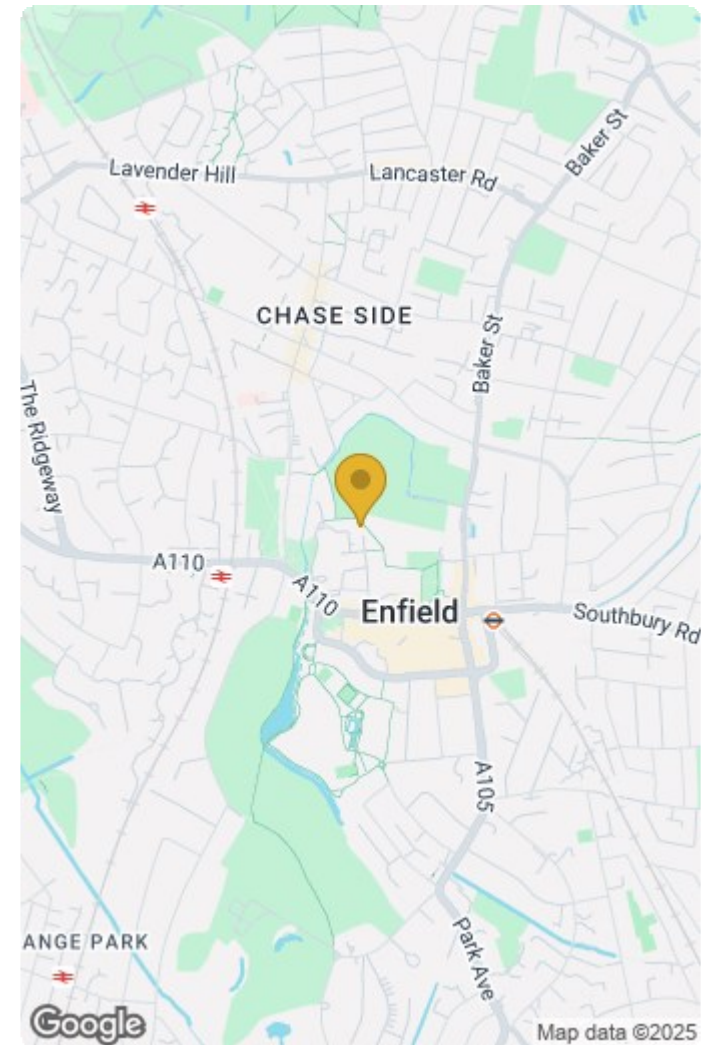 Baker St
Lavender Hill
Lancaster Rd
CHASE SIDE
Baker St
The Ridgeway
A110
A110
Enfield
Southbury Rd
A105
ANGE PARK
Park Ave
Google
Map data ©2025